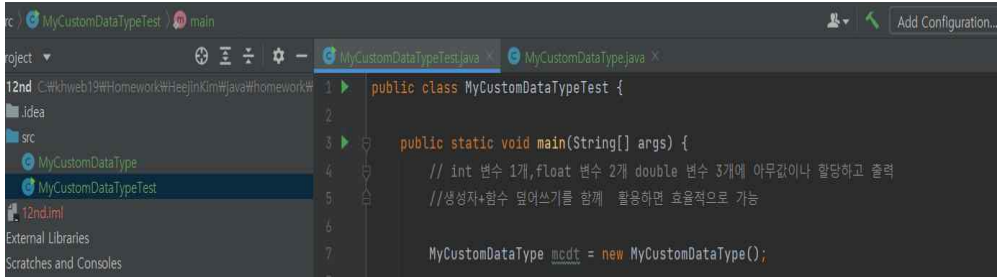 rc > MyCustomDataTypeTest > main
Add Configuration...
roject
MyCustomDataTypeTest.java
MyCustomDataType.java
12nd C:₩khweb19₩Homework₩HeejinKim₩java₩homework₩
.idea
src
MyCustomDataType
MyCustomDataTypeTest
12nd.iml
External Libraries
Scratches and Consoles
1 public class MyCustomDataTypeTest {
2
3 public static void main(String[] args) {
4 // int 변수 1개,float 변수 2개 double 변수 3개에 아무값이나 할당하고 출력
5 //생성자+함수 덮어쓰기를 함께 활용하면 효율적으로 가능
6
7 MyCustomDataType mcdt = new MyCustomDataType();